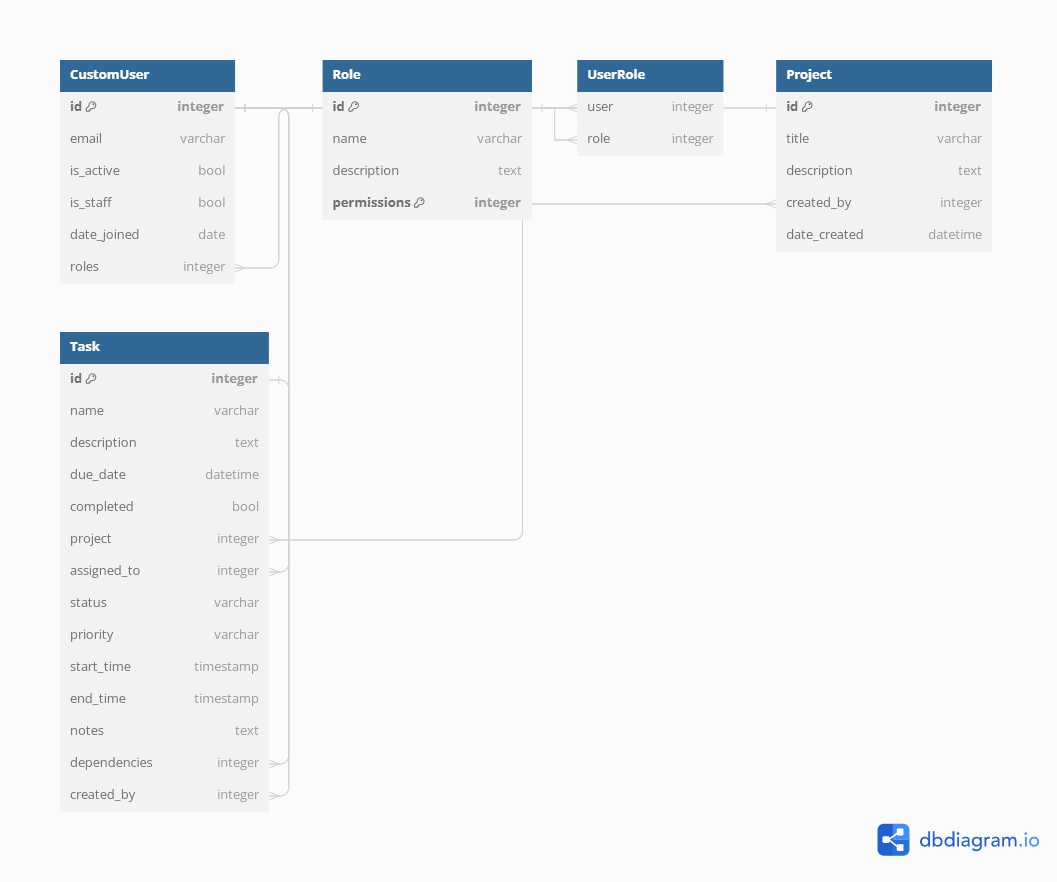 CustomUser
id integer
email varchar
is_active bool
is_staff bool
date_joined date
roles integer
Role
id integer
name varchar
description text
permissions integer
UserRole
user integer
role integer
Project
id integer
title varchar
description text
created_by integer
date_created datetime
Task
id integer
name varchar
description text
due_date datetime
completed bool
project integer
assigned_to integer
status varchar
priority varchar
start_time timestamp
end_time timestamp
notes text
dependencies integer
created_by integer
dbdiagram.io